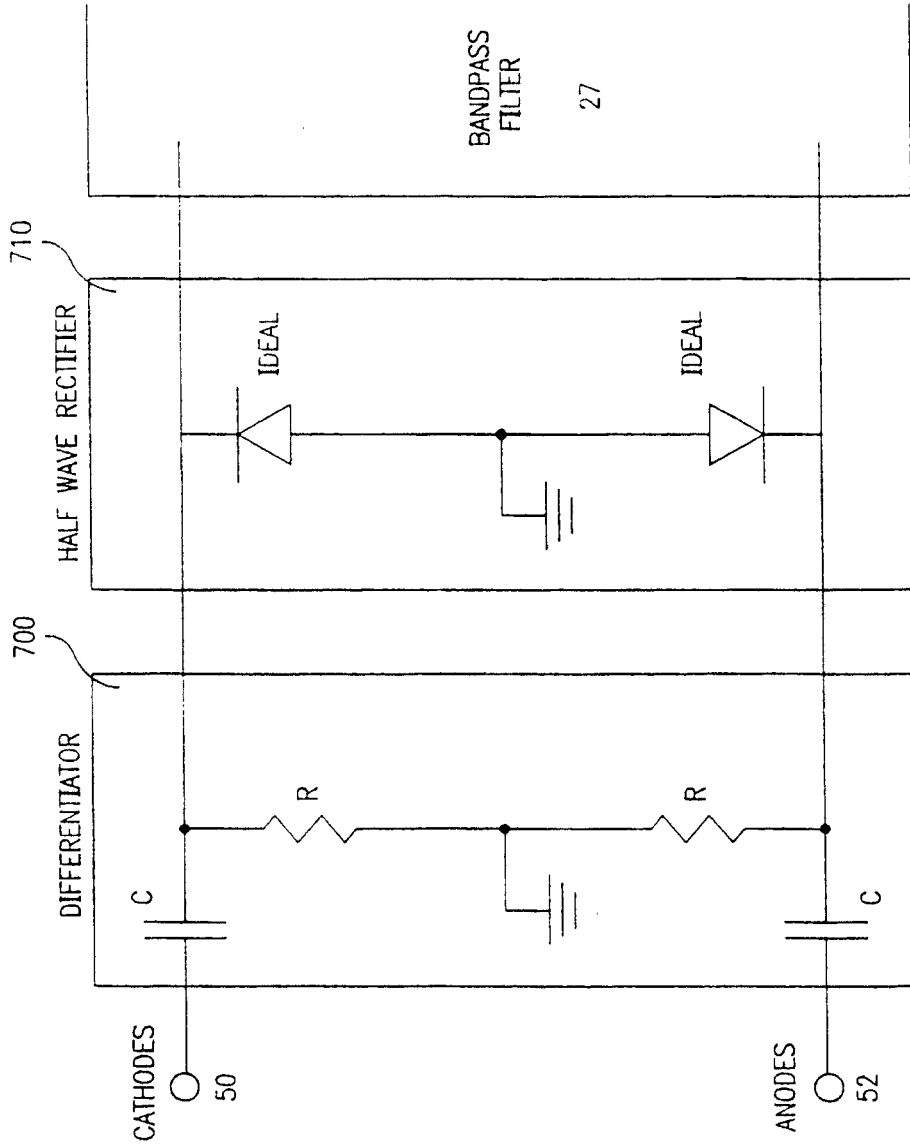 CATHODES
50
C
DIFFERENTIATOR
R
700
HALF WAVE RECTIFIER
710
IDEAL
BANDPASS
FILTER
27
ANODES
52
C
R
IDEAL